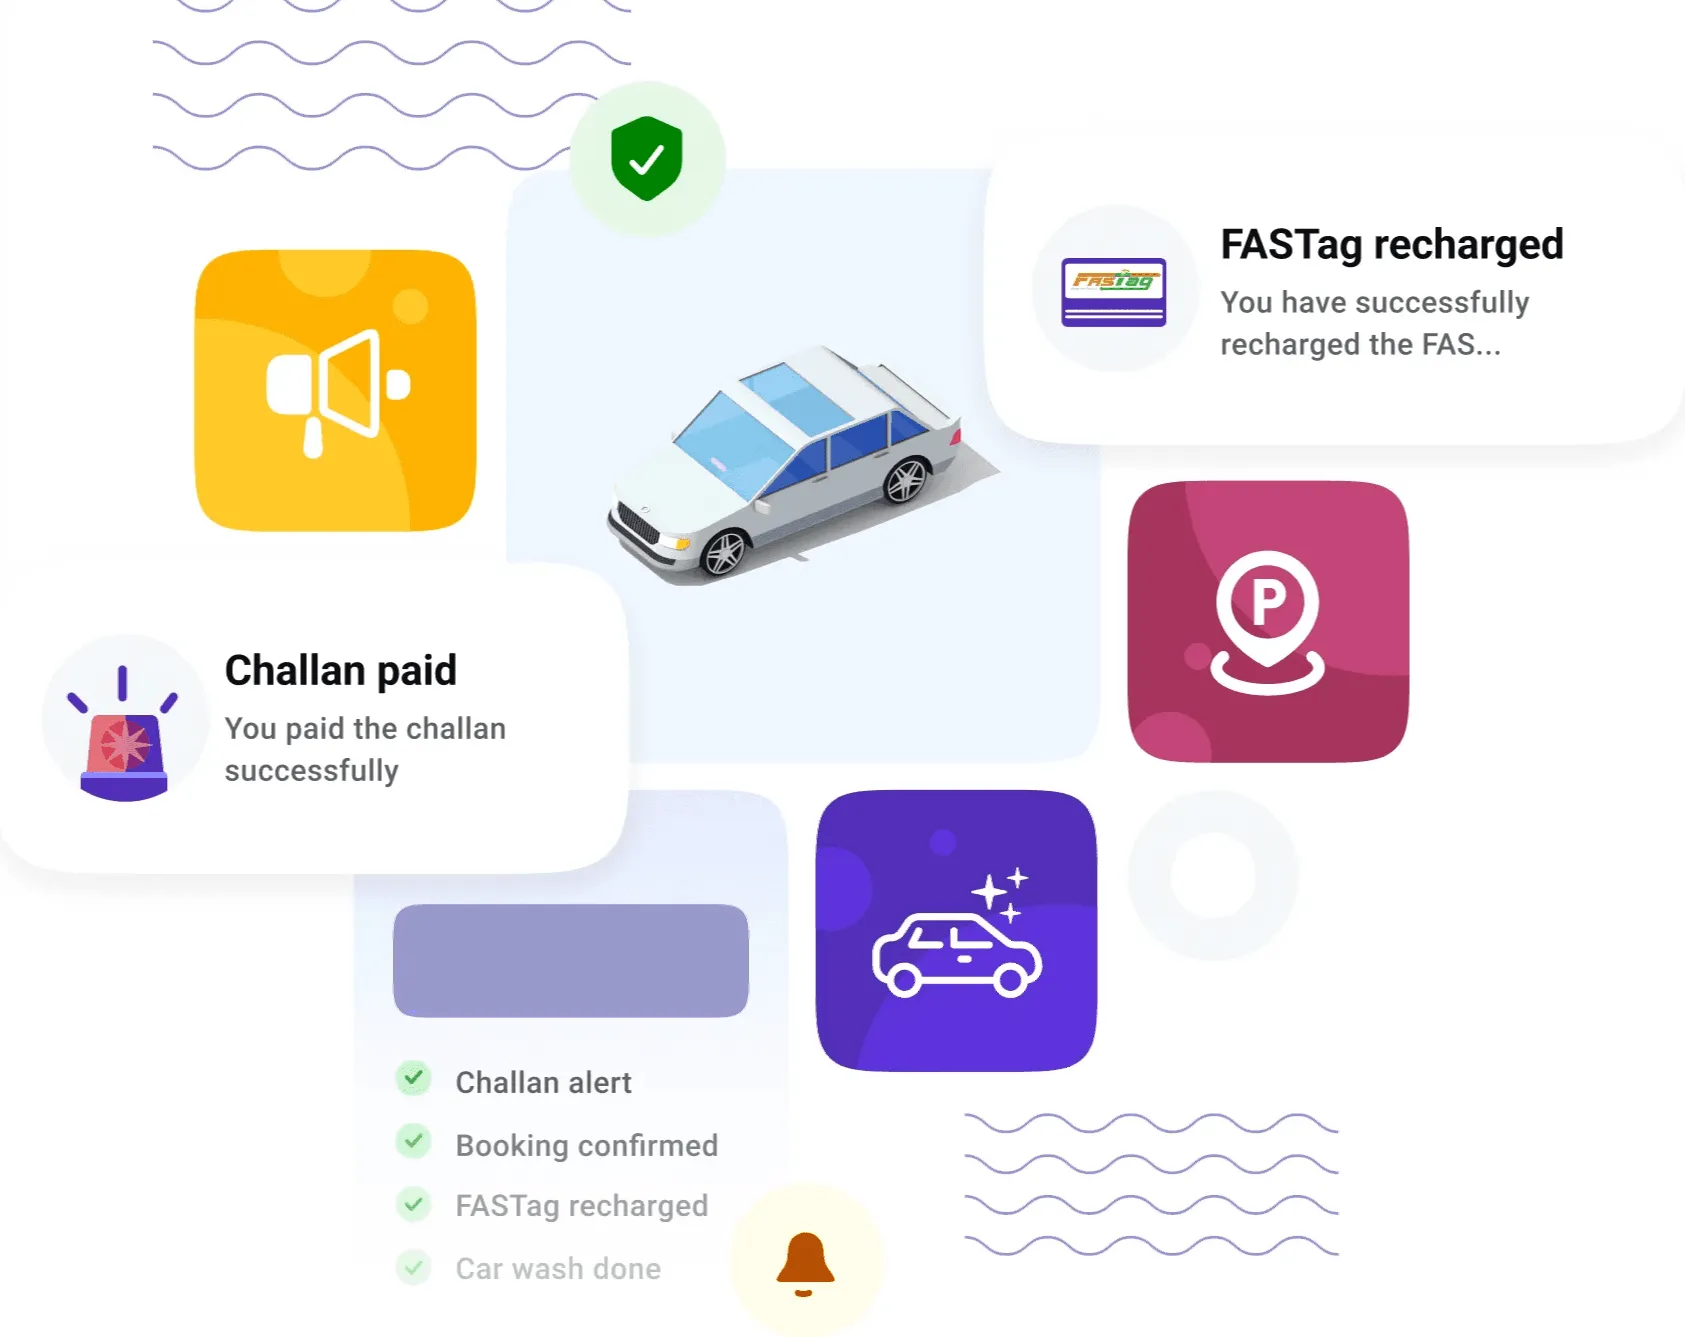 FASTag recharged
FASTag
You have successfully
recharged the FAS...
P
Challan paid
You paid the challan
successfully
Challan alert
Booking confirmed
FASTag recharged
Car wash done